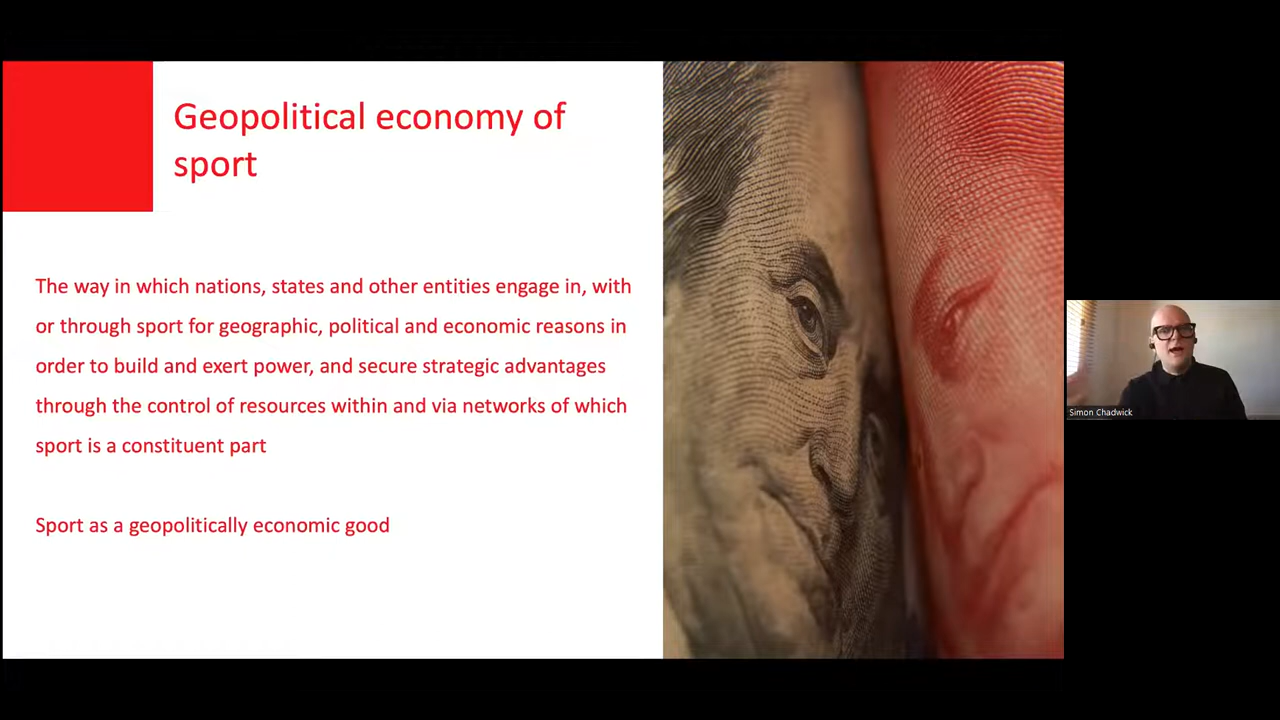 Geopolitical economy of
sport
The way in which nations, states and other entities engage in, with
or through sport for geographic, political and economic reasons in
order to build and exert power, and secure strategic advantages
through the control of resources within and via networks of which
sport is a constituent part
Sport as a geopolitically economic good
Simon Chadwick